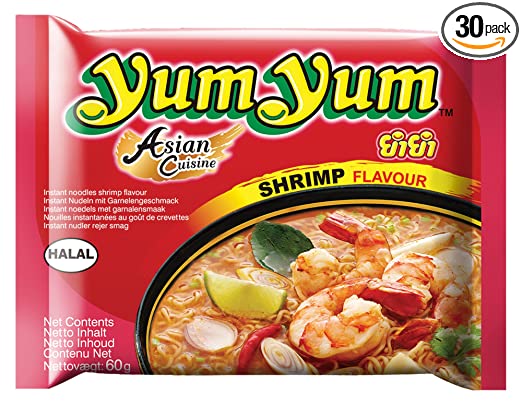 30 pack
yumyum™
Asian
Cuisine
ยำยำ
SHRIMP FLAVOUR
Instant noodles shrimp flavour
Instant Nudeln mit Garnelengeschmack
Instant noedels met garnalensmaak
Nouilles instantanées au goût de crevettes
Instant nudler rejer smag
HALAL
Net Contents
Netto Inhalt
Netto Inhoud
Contenu Net
Nettovægt: 60g